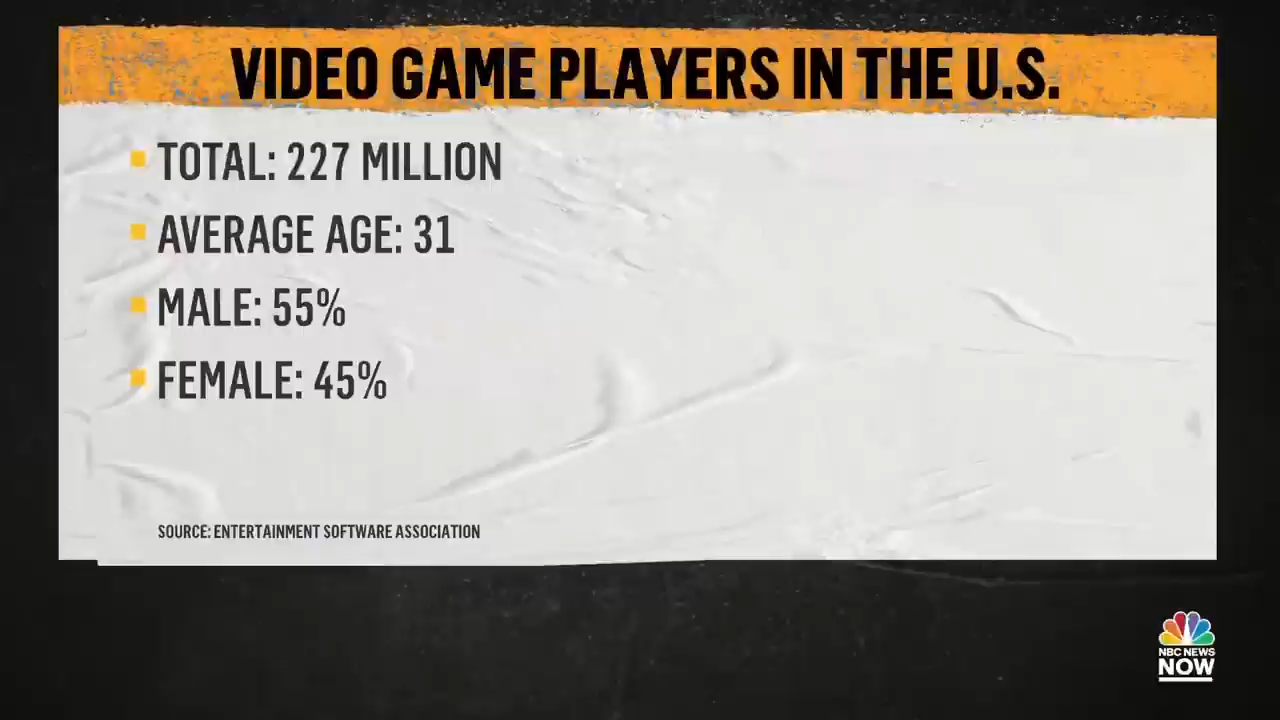 VIDEO GAME PLAYERS IN THE U.S.
TOTAL: 227 MILLION
AVERAGE AGE: 31
MALE: 55%
FEMALE: 45%
SOURCE: ENTERTAINMENT SOFTWARE ASSOCIATION
NBC NEWS
NOW